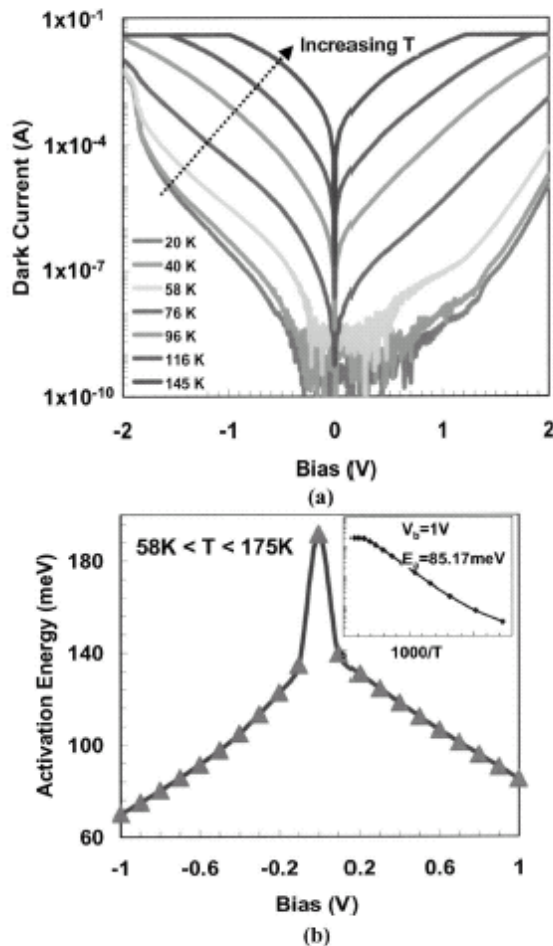 1x10-1
Increasing T
1x10-4
Dark Current (A)
20 K
40 K
58 K
1x10-7
76 K
96 K
116 K
145 K
1x10-10
-2 -1 0 1 2
Bias (V)
(a)
58K < T < 175K
Vb=1V
Ea=85.17meV
1000/T
180
140
100
60
Activation Energy (meV)
-1 -0.6 -0.2 0.2 0.6 1
Bias (V)
(b)